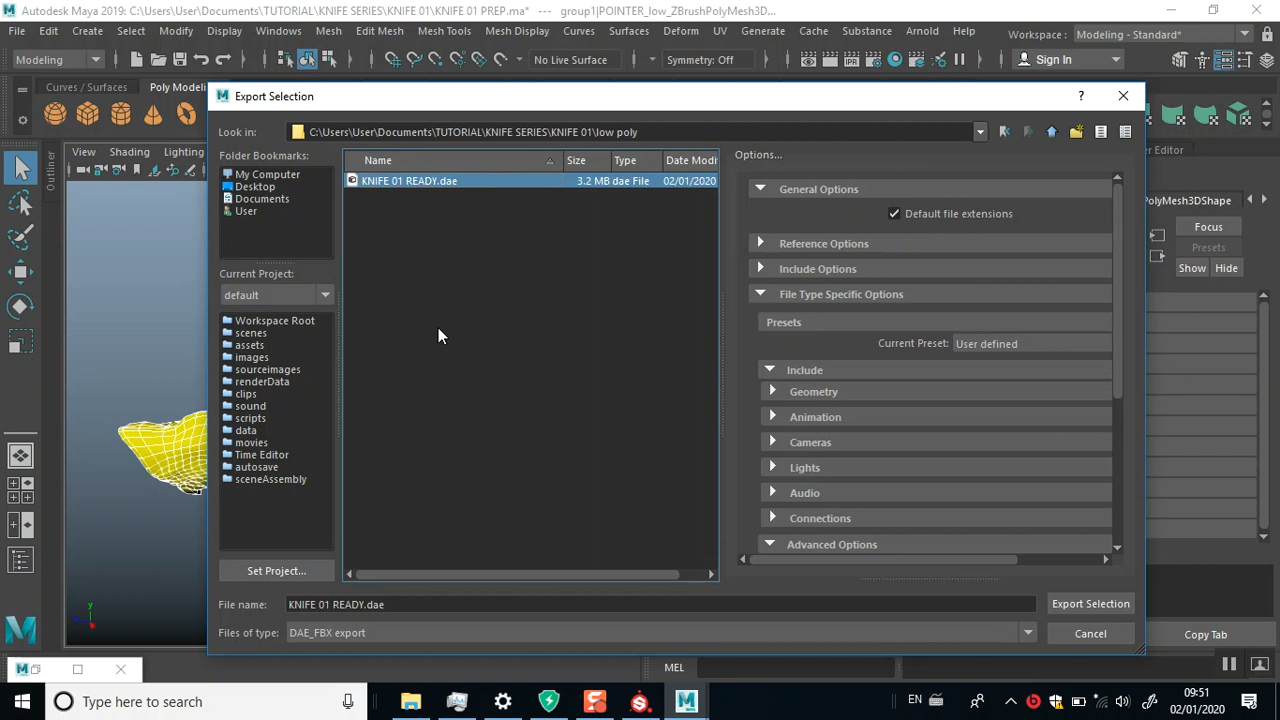 Autodesk Maya 2019: C:\Users\User\Documents\TUTORIAL\KNIFE SERIES\KNIFE 01\KNIFE 01 PREP.ma* --- group1|POINTER_low_ZBrushPolyMesh3D...
File Edit Create Select Modify Display Windows Mesh Edit Mesh Mesh Tools Mesh Display Curves Surfaces Deform UV Generate Cache Substance Arnold Help Workspace : Modeling - Standard*
Modeling No Live Surface Symmetry: Off Sign In
Curves / Surfaces Poly Modeli
Export Selection
?
Look in: C:\Users\User\Documents\TUTORIAL\KNIFE SERIES\KNIFE 01\low poly
View Shading Lighting
Outliner
Folder Bookmarks:
My Computer
Desktop
Documents
User
Name Size Type Date Modi
KNIFE 01 READY.dae 3.2 MB dae File 02/01/2020
Current Project:
default
Workspace Root
scenes
assets
images
sourceimages
renderData
clips
sound
scripts
data
movies
Time Editor
autosave
sceneAssembly
Set Project...
Options...
General Options
Default file extensions
Reference Options
Include Options
File Type Specific Options
Presets
Current Preset: User defined
Include
Geometry
Animation
Cameras
Lights
Audio
Connections
Advanced Options
File name: KNIFE 01 READY.dae
Export Selection
Files of type: DAE_FBX export
Cancel
Editor
PolyMesh3DShape
Focus
Presets
Show Hide
Copy Tab
y
MEL
Type here to search
EN
09:51
02/01/2020